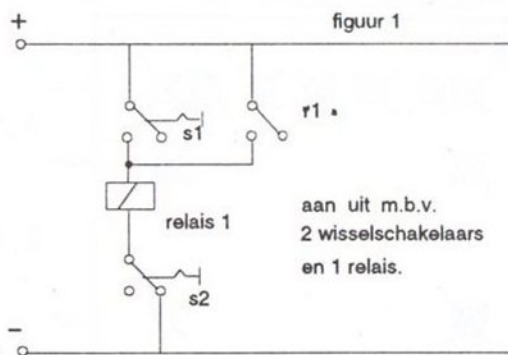 +
figuur 1
s1
r1 a
relais 1
aan uit m.b.v.
2 wisselschakelaars
en 1 relais.
s2
-